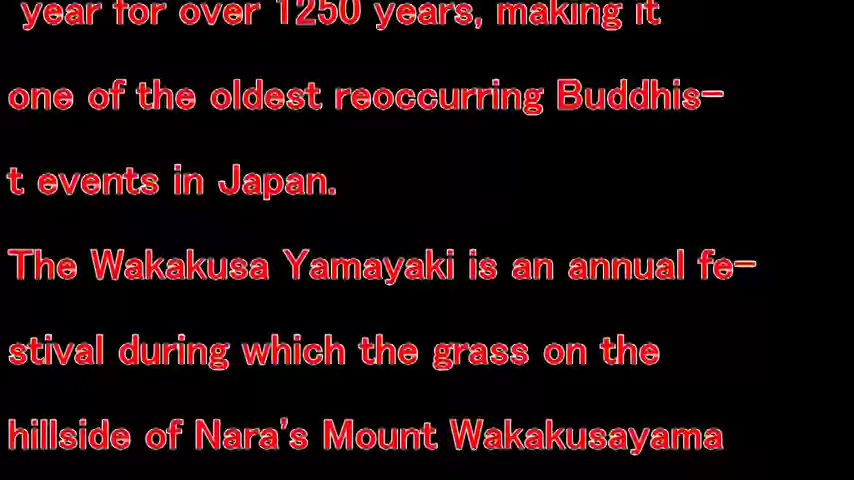 year for over 1250 years, making it
one of the oldest reoccurring Buddhis-
t events in Japan.
The Wakakusa Yamayaki is an annual fe-
stival during which the grass on the
hillside of Nara's Mount Wakakusayama